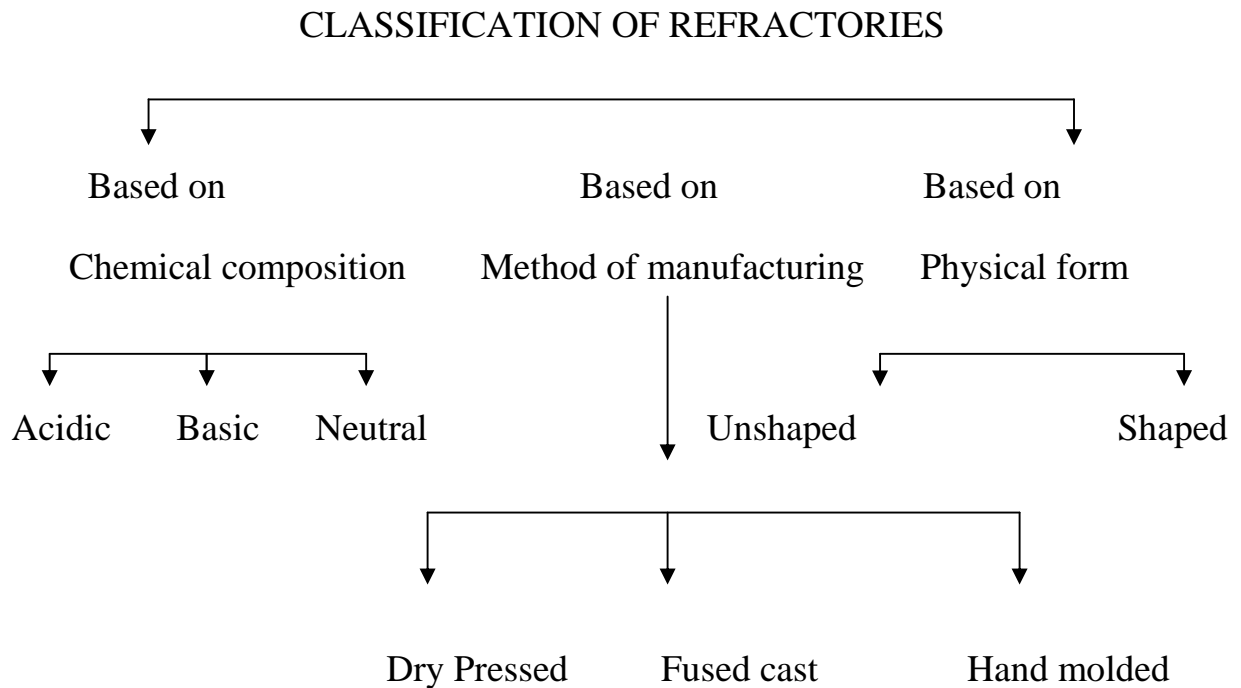 CLASSIFICATION OF REFRACTORIES
Based on
Chemical composition
Based on
Method of manufacturing
Based on
Physical form
Acidic
Basic
Neutral
Unshaped
Shaped
Dry Pressed
Fused cast
Hand molded